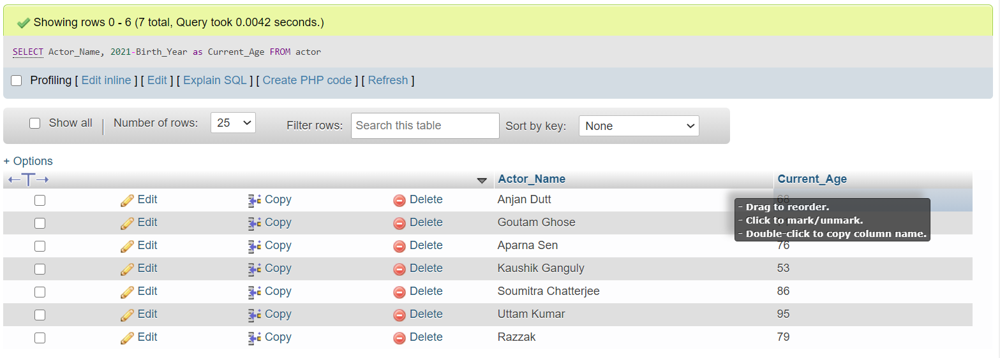 Showing rows 0 - 6 (7 total, Query took 0.0042 seconds.)
SELECT Actor_Name, 2021-Birth_Year as Current_Age FROM actor
Profiling [ Edit inline ] [ Edit ] [ Explain SQL ] [ Create PHP code ] [ Refresh ]
Show all | Number of rows: 25 Filter rows: Search this table Sort by key: None
+ Options
←T→ Actor_Name Current_Age
Edit Copy Delete Anjan Dutt 68
- Drag to reorder.
Edit Copy Delete Goutam Ghose
- Click to mark/unmark.
- Double-click to copy column name.
Edit Copy Delete Aparna Sen 76
Edit Copy Delete Kaushik Ganguly 53
Edit Copy Delete Soumitra Chatterjee 86
Edit Copy Delete Uttam Kumar 95
Edit Copy Delete Razzak 79